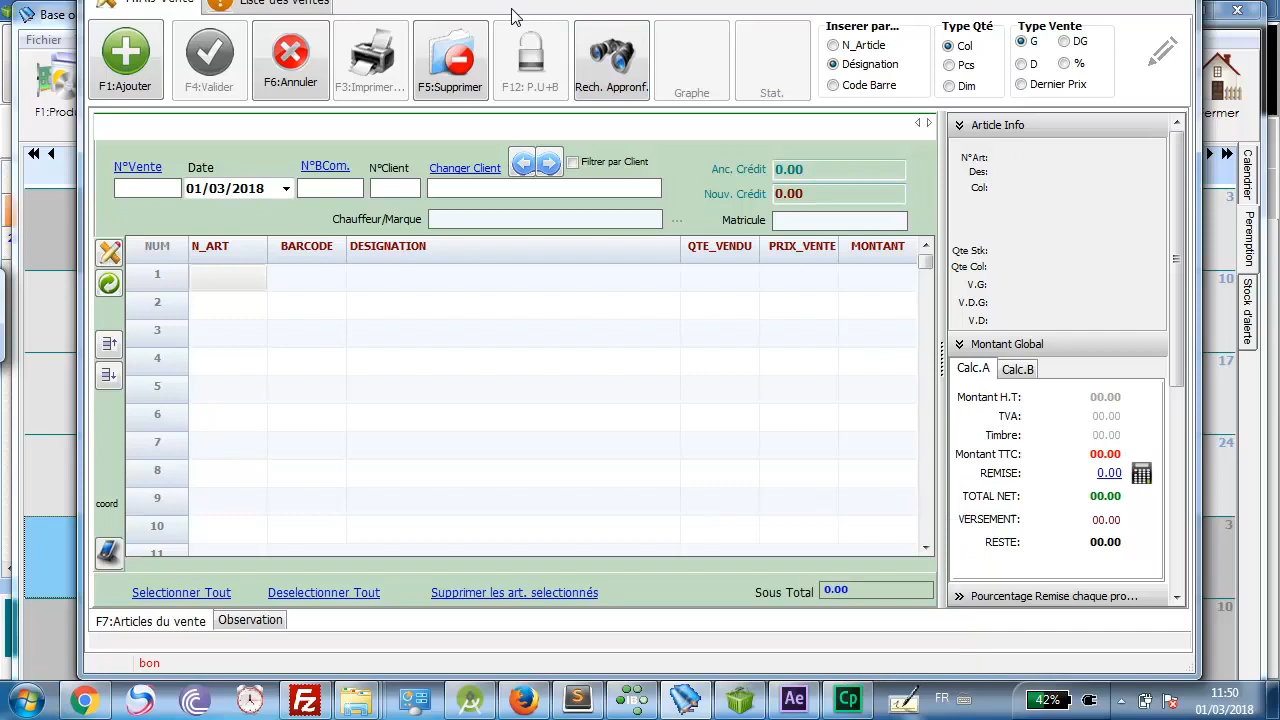 Base o
Liste des ventes
Fichier
F1:Ajouter
F4:Valider
F6:Annuler
F3:Imprimer...
F5:Supprimer
F12: P.U+B
Rech. Appronf.
Graphe
Stat.
Inserer par...
N_Article
Désignation
Code Barre
Type Qté
Col
Pcs
Dim
Type Vente
G
DG
D
%
Dernier Prix
F1:Prod
ermer
N°Vente
Date
N°BCom.
N°Client
Changer Client
Filtrer par Client
01/03/2018
Anc. Crédit 0.00
Nouv. Crédit 0.00
Chauffeur/Marque
...
Matricule
NUM N_ART BARCODE DESIGNATION QTE_VENDU PRIX_VENTE MONTANT
1
2
3
4
5
6
7
8
9
10
11
coord
Selectionner Tout Deselectionner Tout Supprimer les art. selectionnés
Sous Total 0.00
F7:Articles du vente Observation
bon
Article Info
N°Art:
Des:
Col:
Qte Stk:
Qte Col:
V.G:
V.D.G:
V.D:
Montant Global
Calc.A Calc.B
Montant H.T: 00.00
TVA: 00.00
Timbre: 00.00
Montant TTC: 00.00
REMISE: 0.00
TOTAL NET: 00.00
VERSEMENT: 00.00
RESTE: 00.00
Pourcentage Remise chaque pro...
Calendrier
Peremption
Stock d'alerte
3
10
17
24
3
10
FR
42%
11:50
01/03/2018